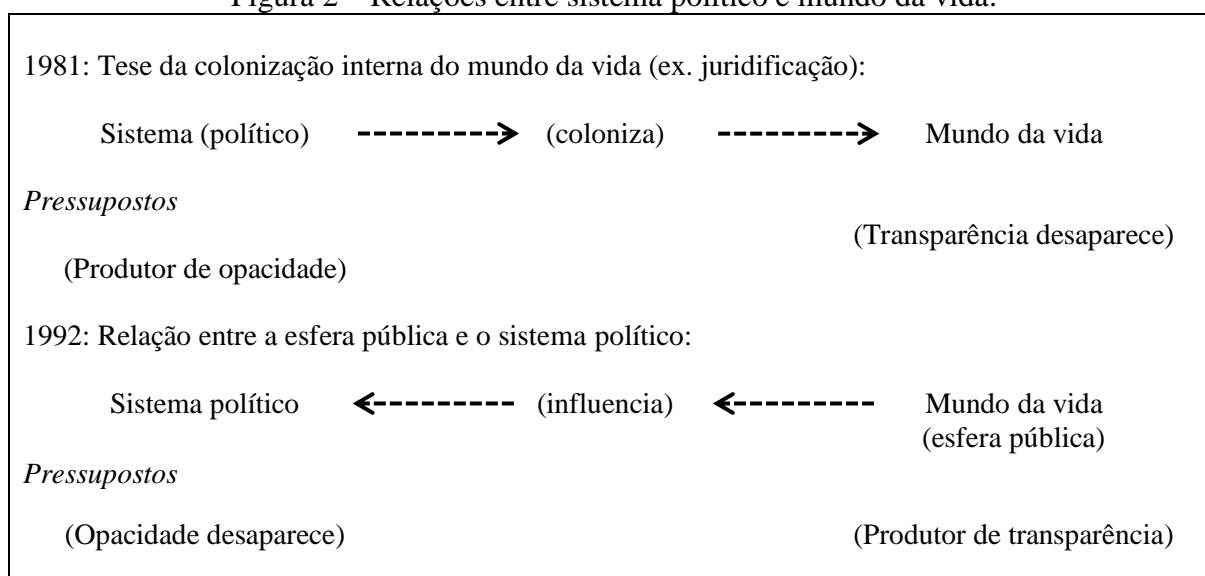 Figura 2 – Relações entre sistema político e mundo da vida.
1981: Tese da colonização interna do mundo da vida (ex. juridificação):
Sistema (político) (coloniza) Mundo da vida
Pressupostos
(Transparência desaparece)
(Produtor de opacidade)
1992: Relação entre a esfera pública e o sistema político:
Sistema político (influencia) Mundo da vida
(esfera pública)
Pressupostos
(Opacidade desaparece) (Produtor de transparência)